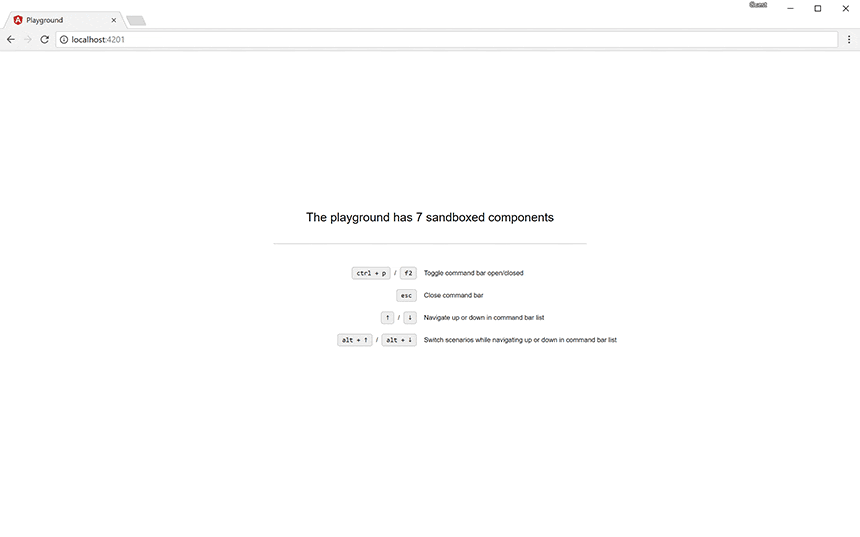 Guest
Playground
localhost:4201
The playground has 7 sandboxed components
ctrl + p / f2 Toggle command bar open/closed
esc Close command bar
↑ / ↓ Navigate up or down in command bar list
alt + ↑ / alt + ↓ Switch scenarios while navigating up or down in command bar list